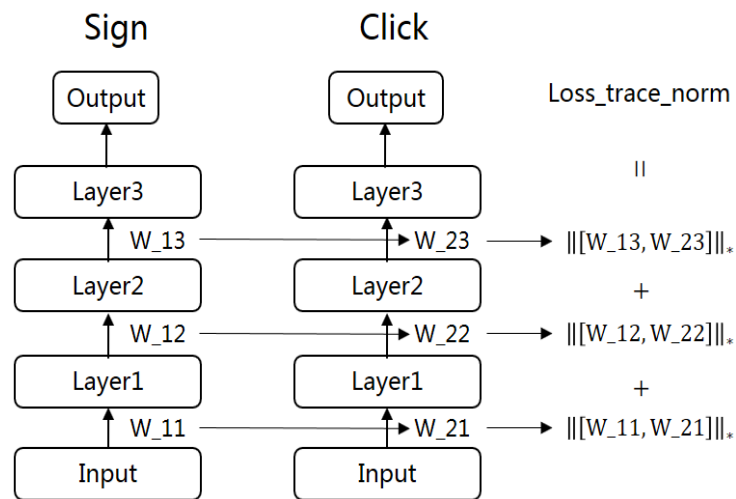 Sign Click
Output Output Loss_trace_norm
Layer3 Layer3 =
W_13 W_23 ‖[W_13, W_23]‖*
Layer2 Layer2 +
W_12 W_22 ‖[W_12, W_22]‖*
Layer1 Layer1 +
W_11 W_21 ‖[W_11, W_21]‖*
Input Input